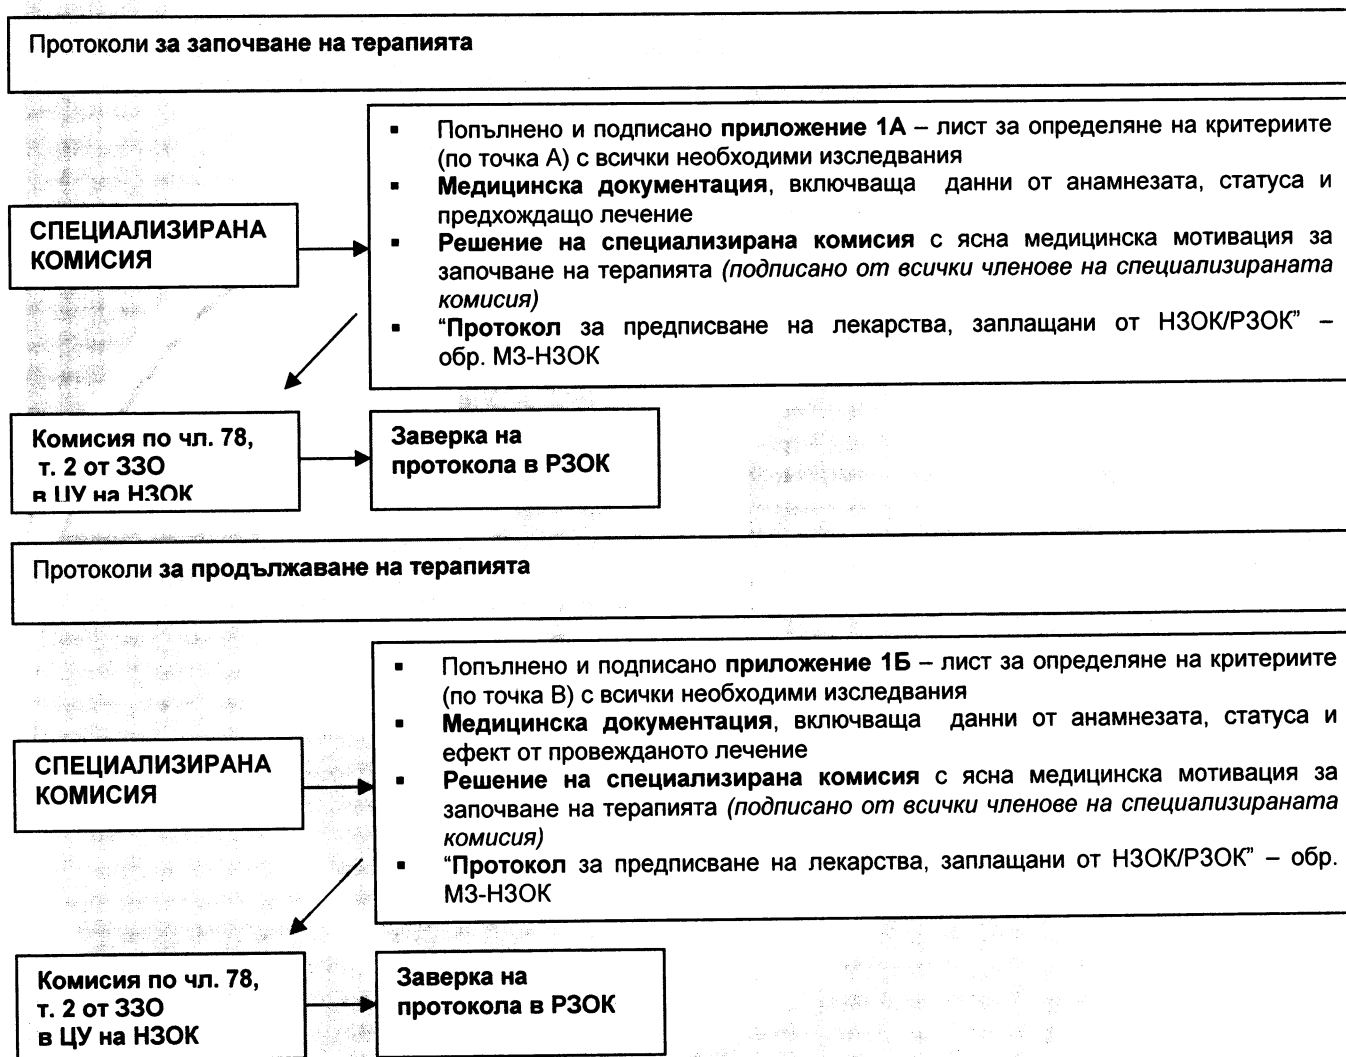 Протоколи за започване на терапията
▪ Попълнено и подписано приложение 1А – лист за определяне на критериите
(по точка А) с всички необходими изследвания
▪ Медицинска документация, включваща данни от анамнезата, статуса и
предхождащо лечение
▪ Решение на специализирана комисия с ясна медицинска мотивация за
започване на терапията (подписано от всички членове на специализираната
комисия)
▪ “Протокол за предписване на лекарства, заплащани от НЗОК/РЗОК” –
обр. МЗ-НЗОК
СПЕЦИАЛИЗИРАНА
КОМИСИЯ
Комисия по чл. 78,
т. 2 от ЗЗО
в ЦУ на НЗОК
Заверка на
протокола в РЗОК
Протоколи за продължаване на терапията
▪ Попълнено и подписано приложение 1Б – лист за определяне на критериите
(по точка В) с всички необходими изследвания
▪ Медицинска документация, включваща данни от анамнезата, статуса и
ефект от провежданото лечение
▪ Решение на специализирана комисия с ясна медицинска мотивация за
започване на терапията (подписано от всички членове на специализираната
комисия)
▪ “Протокол за предписване на лекарства, заплащани от НЗОК/РЗОК” – обр.
МЗ-НЗОК
СПЕЦИАЛИЗИРАНА
КОМИСИЯ
Комисия по чл. 78,
т. 2 от ЗЗО
в ЦУ на НЗОК
Заверка на
протокола в РЗОК